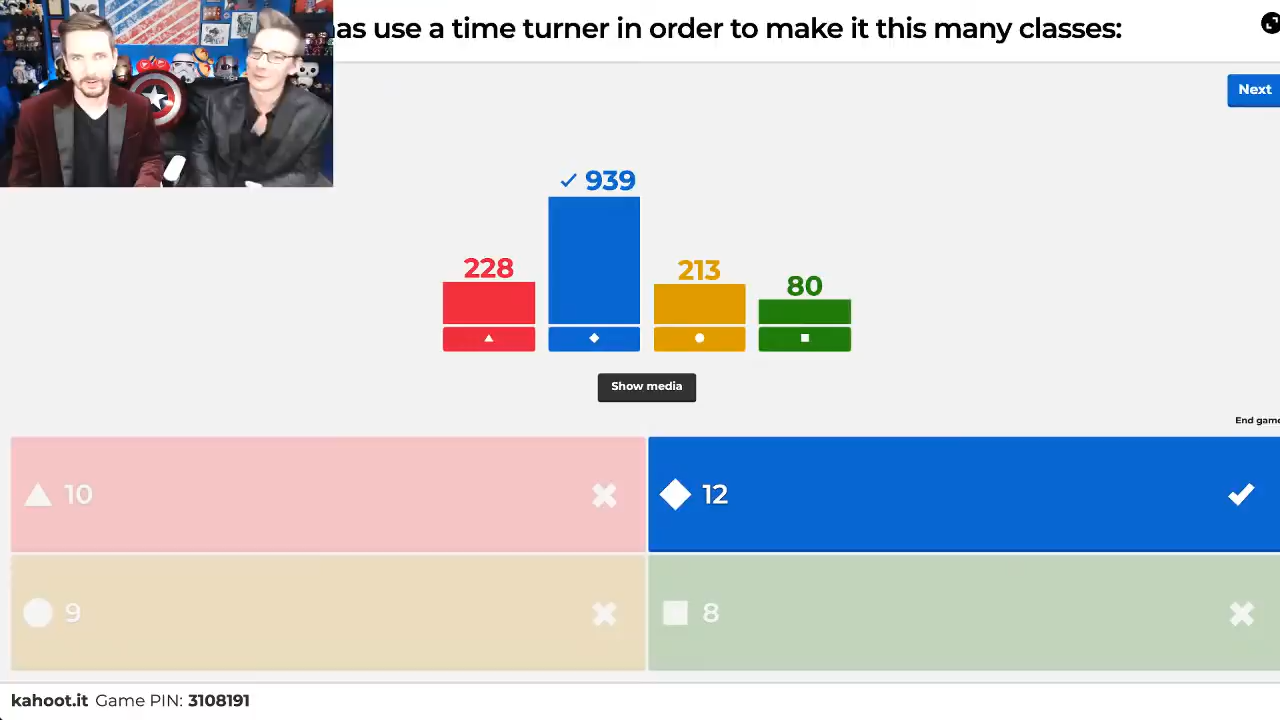 as use a time turner in order to make it this many classes:
Next
939
228
213
80
Show media
End game
10
12
9
8
kahoot.it Game PIN: 3108191